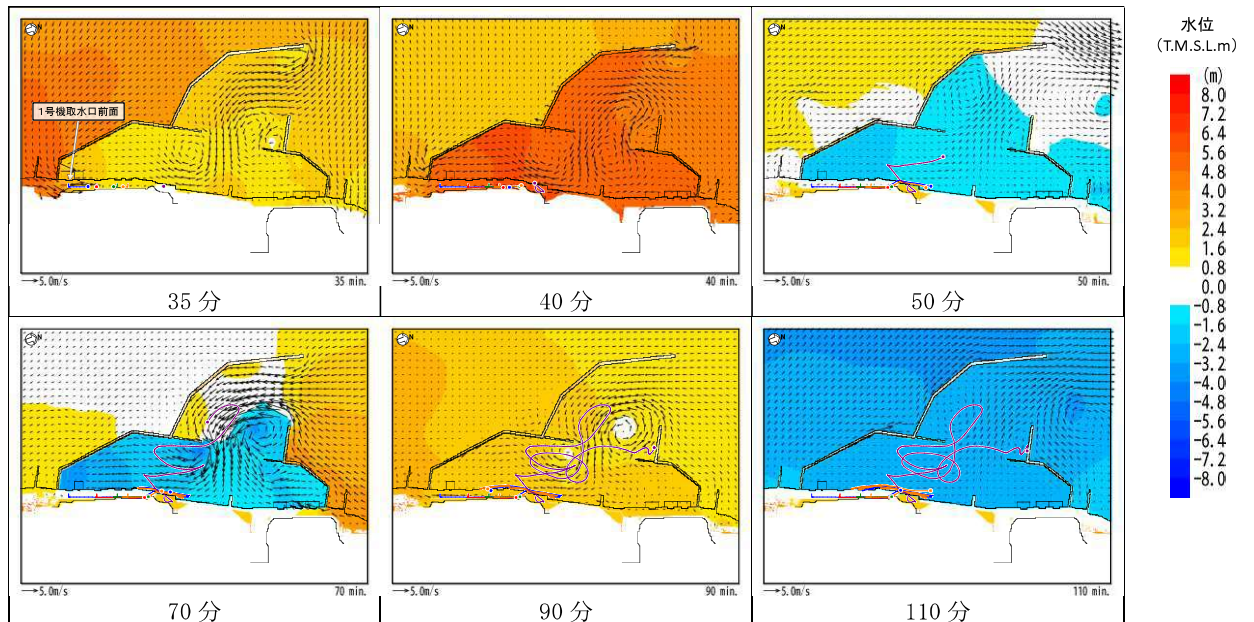 水位
(T.M.S.L.m)
(m)
8.0
7.2
6.4
5.6
4.8
4.0
3.2
2.4
1.6
0.8
0.0
-0.8
-1.6
-2.4
-3.2
-4.0
-4.8
-5.6
-6.4
-7.2
-8.0
N
1号機取水口前面
5.0m/s
35 min.
35分
N
5.0m/s
40 min.
40分
N
5.0m/s
50 min.
50分
N
5.0m/s
70 min.
70分
N
5.0m/s
90 min.
90分
N
5.0m/s
110 min.
110分